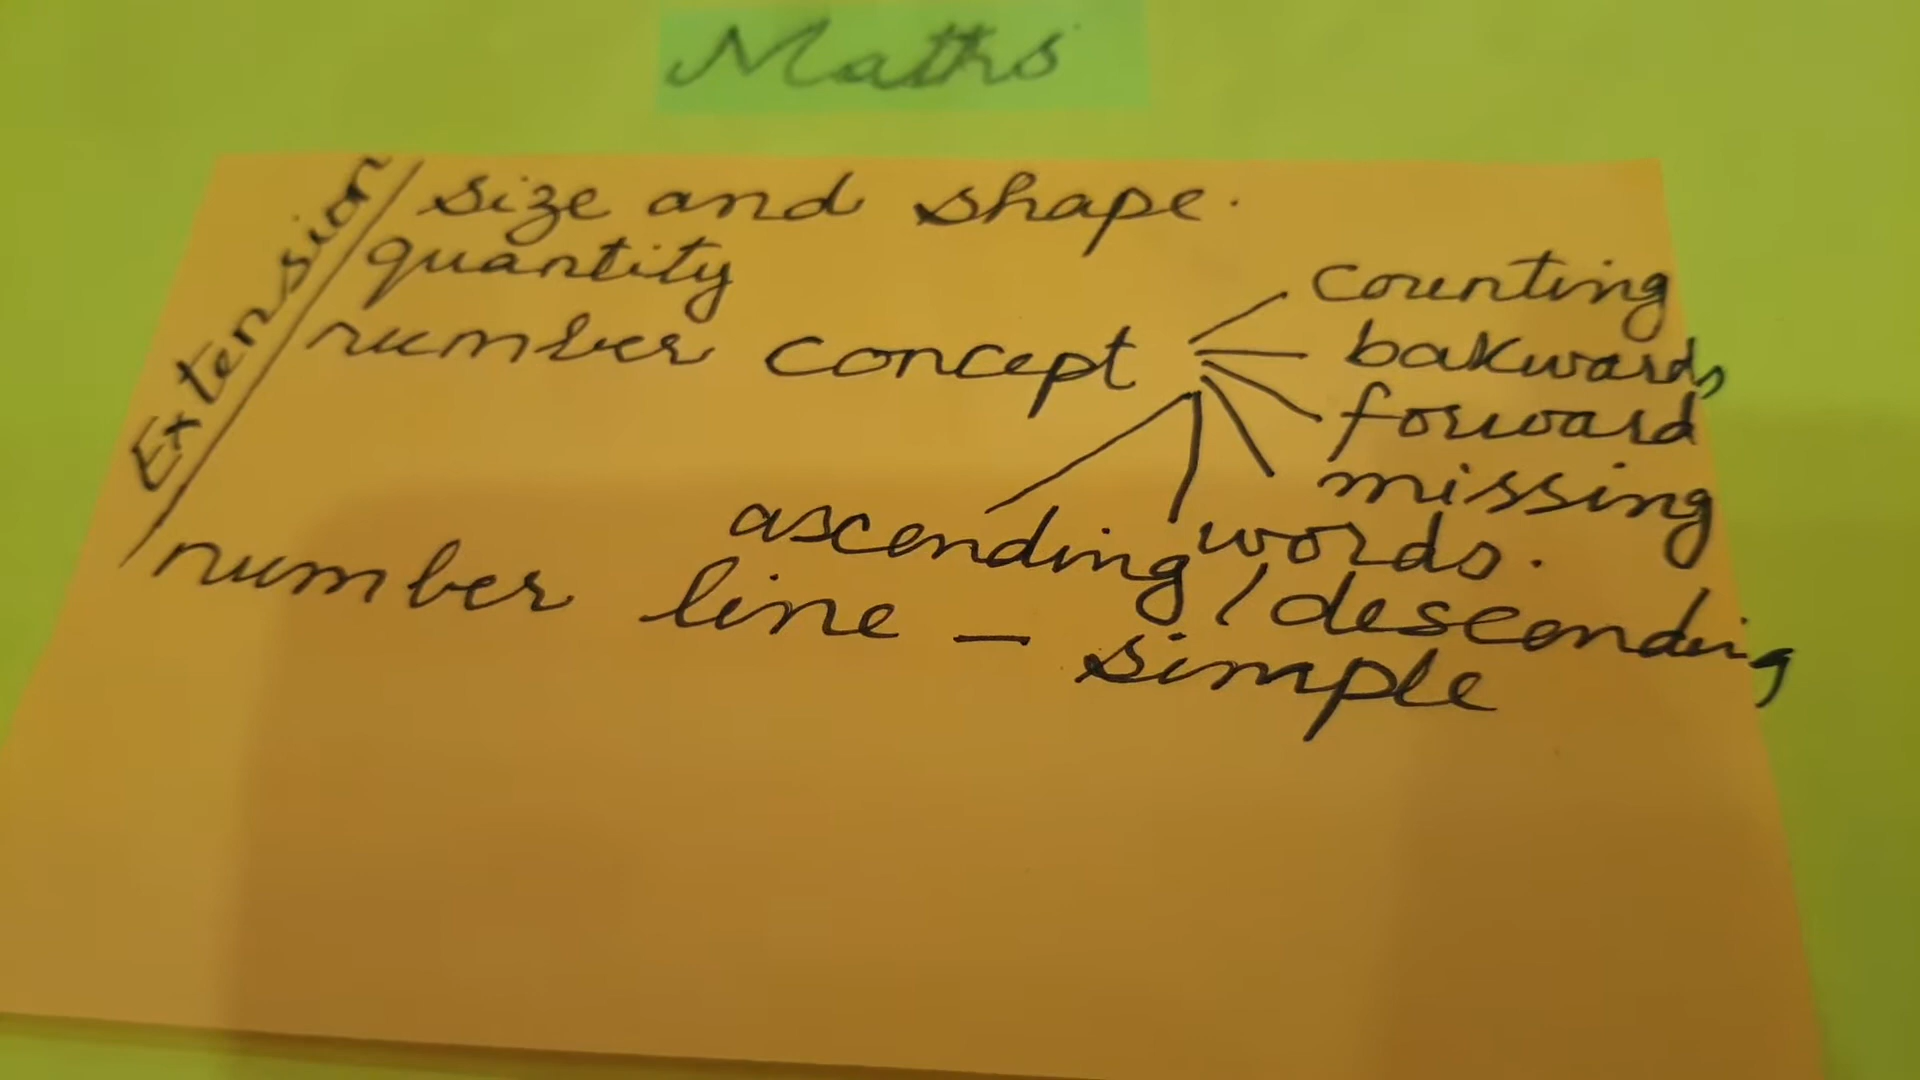 Maths
Extension
size and shape.
quantity
number concept
counting
bakwards
forward
missing
words.
ascending / descending
number line - simple